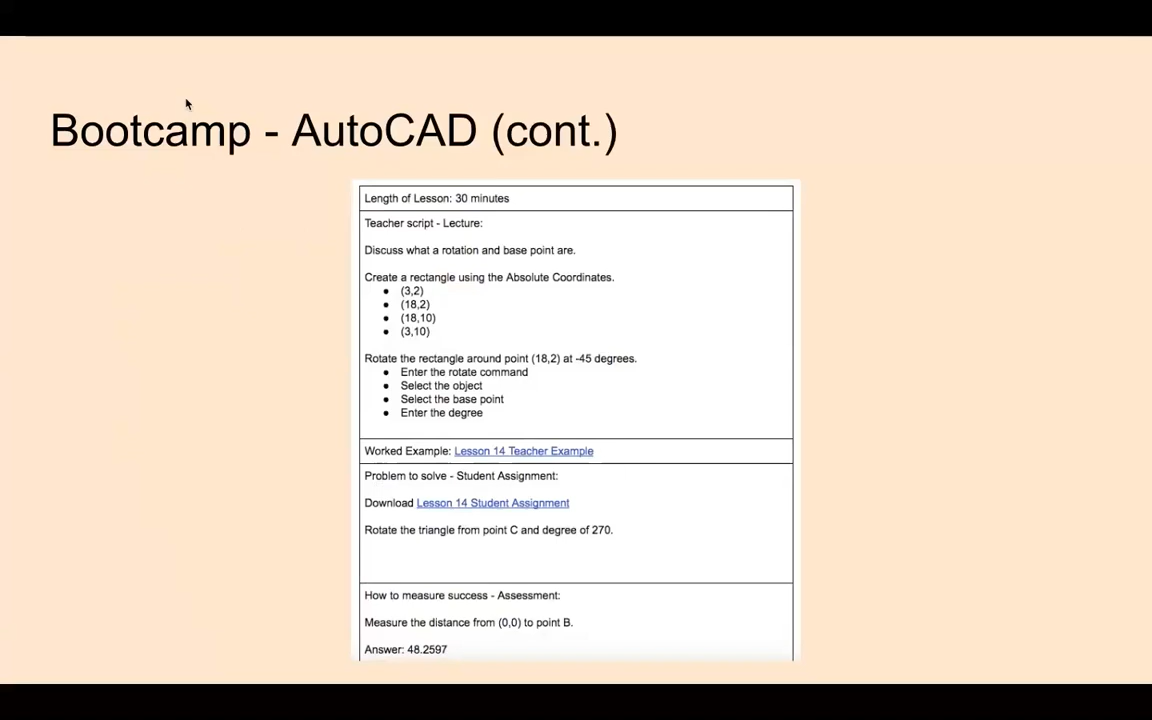 Bootcamp - AutoCAD (cont.)
Length of Lesson: 30 minutes
Teacher script - Lecture:
Discuss what a rotation and base point are.
Create a rectangle using the Absolute Coordinates.
● (3,2)
● (18,2)
● (18,10)
● (3,10)
Rotate the rectangle around point (18,2) at -45 degrees.
● Enter the rotate command
● Select the object
● Select the base point
● Enter the degree
Worked Example: Lesson 14 Teacher Example
Problem to solve - Student Assignment:
Download Lesson 14 Student Assignment
Rotate the triangle from point C and degree of 270.
How to measure success - Assessment:
Measure the distance from (0,0) to point B.
Answer: 48.2597